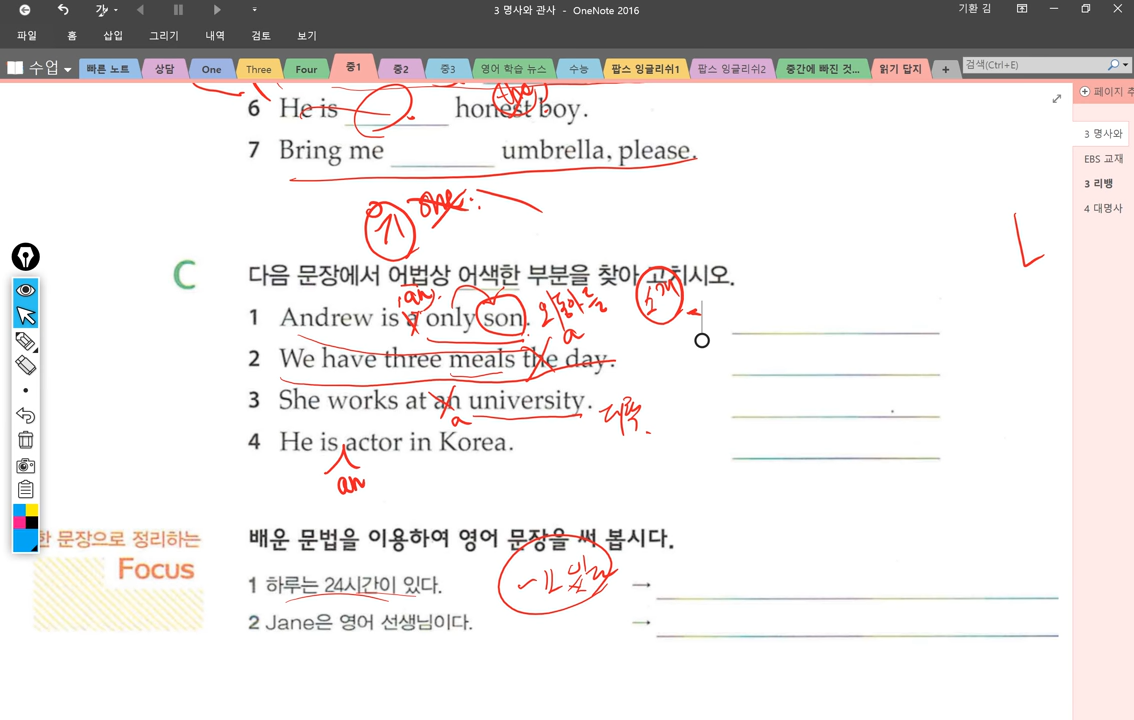 3 명사와 관사 - OneNote 2016
기환 김
파일 홈 삽입 그리기 내역 검토 보기
수업 빠른 노트 상담 One Three Four 중1 중2 중3 영어 학습 뉴스 수능 팝스 잉글리쉬1 팝스 잉글리쉬2 중간에 빠진 것... 읽기 답지 + 검색(Ctrl+E)
페이지 추
3 명사와
EBS 교재
3 리뱅
4 대명사
the
6 He is honest boy.
7 Bring me umbrella, please.
one
C 다음 문장에서 어법상 어색한 부분을 찾아 고치시오.
an
1 Andrew is a only son.
a
2 We have three meals the day.
3 She works at an university.
a
4 He is actor in Korea.
an
한 문장으로 정리하는
Focus
배운 문법을 이용하여 영어 문장을 써 봅시다.
1 하루는 24시간이 있다. →
2 Jane은 영어 선생님이다. →